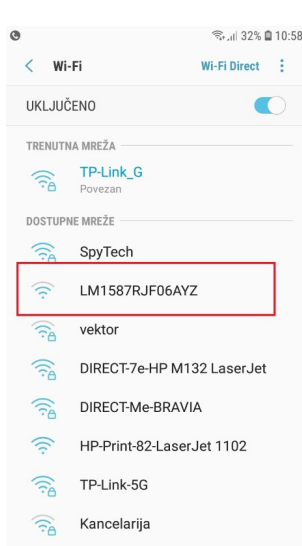 32% 10:58
Wi-Fi Wi-Fi Direct
UKLJUČENO
TRENUTNA MREŽA
TP-Link_G
Povezan
DOSTUPNE MREŽE
SpyTech
LM1587RJF06AYZ
vektor
DIRECT-7e-HP M132 LaserJet
DIRECT-Me-BRAVIA
HP-Print-82-LaserJet 1102
TP-Link-5G
Kancelarija